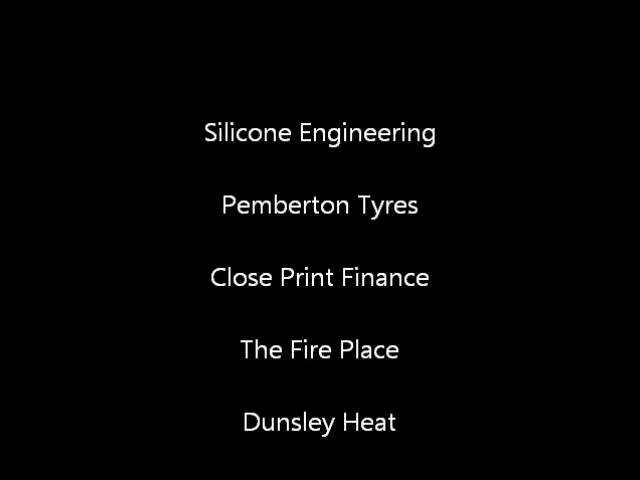 Silicone Engineering
Pemberton Tyres
Close Print Finance
The Fire Place
Dunsley Heat